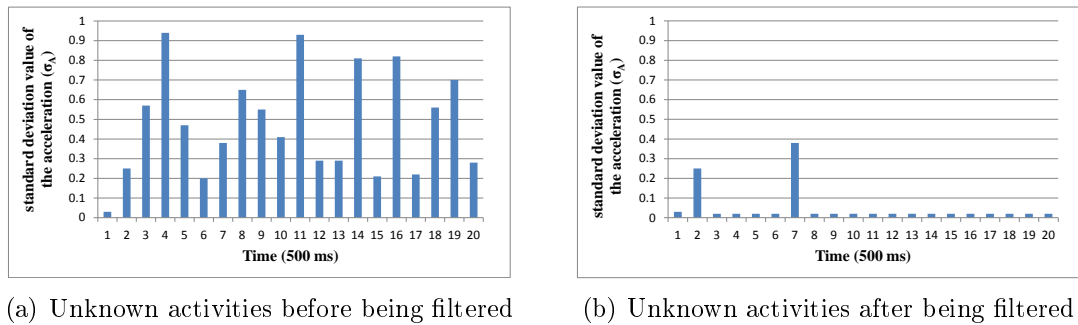 standard deviation value of
the acceleration (σA)
1
0.9
0.8
0.7
0.6
0.5
0.4
0.3
0.2
0.1
0
1 2 3 4 5 6 7 8 9 10 11 12 13 14 15 16 17 18 19 20
Time (500 ms)
(a) Unknown activities before being filtered
standard deviation value of
the acceleration (σA)
1
0.9
0.8
0.7
0.6
0.5
0.4
0.3
0.2
0.1
0
1 2 3 4 5 6 7 8 9 10 11 12 13 14 15 16 17 18 19 20
Time (500 ms)
(b) Unknown activities after being filtered